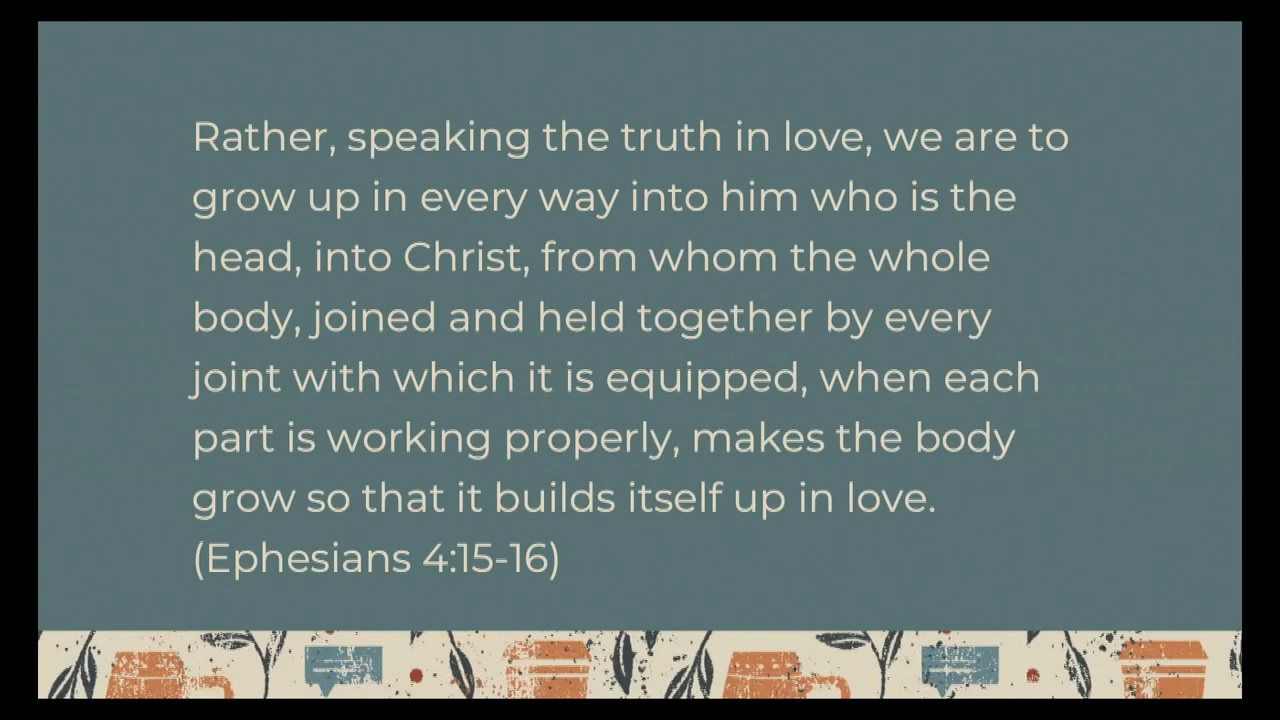 Rather, speaking the truth in love, we are to
grow up in every way into him who is the
head, into Christ, from whom the whole
body, joined and held together by every
joint with which it is equipped, when each
part is working properly, makes the body
grow so that it builds itself up in love.
(Ephesians 4:15-16)